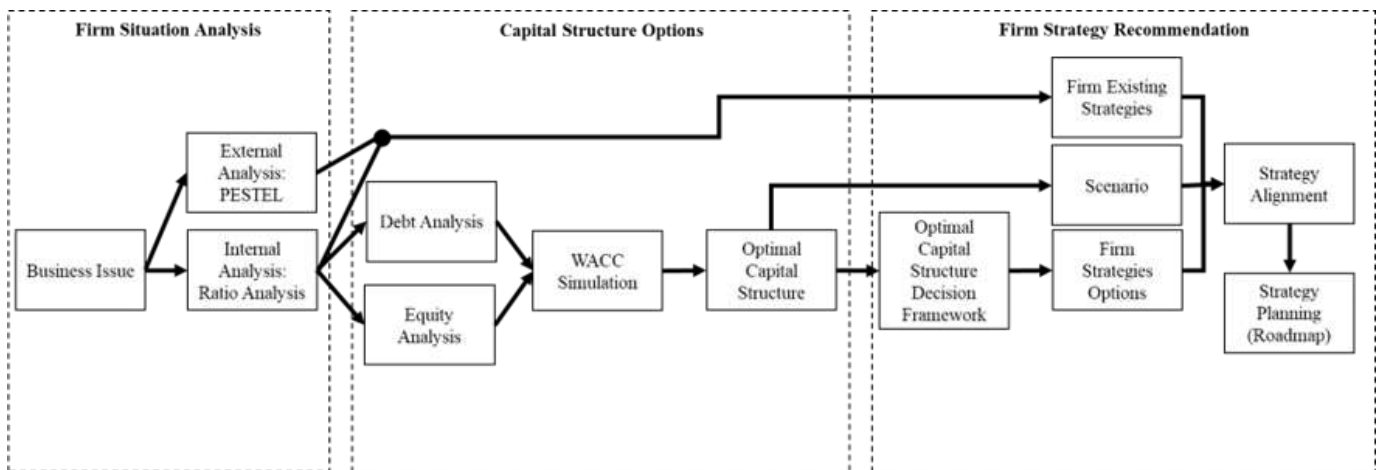 Firm Situation Analysis
Capital Structure Options
Firm Strategy Recommendation
Business Issue
External
Analysis:
PESTEL
Internal
Analysis:
Ratio Analysis
Debt Analysis
Equity
Analysis
WACC
Simulation
Optimal
Capital
Structure
Optimal
Capital
Structure
Decision
Framework
Firm Existing
Strategies
Scenario
Firm
Strategies
Options
Strategy
Alignment
Strategy
Planning
(Roadmap)